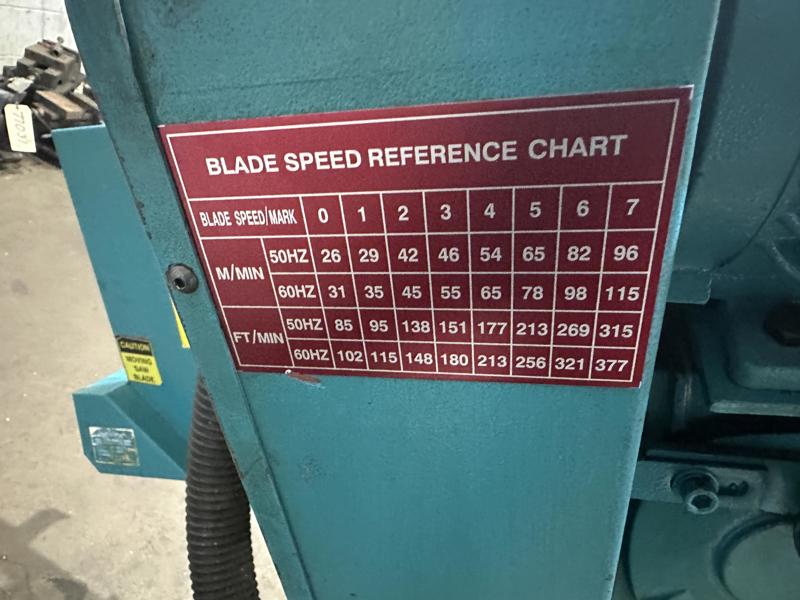 BLADE SPEED REFERENCE CHART
BLADE SPEED/MARK 0 1 2 3 4 5 6 7
M/MIN
50HZ 26 29 42 46 54 65 82 96
60HZ 31 35 45 55 65 78 98 115
FT/MIN
50HZ 85 95 138 151 177 213 269 315
60HZ 102 115 148 180 213 256 321 377
CAUTION
MOVING
SAW
BLADE